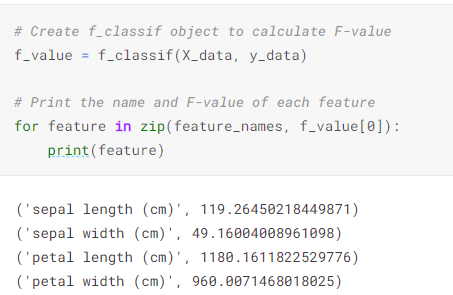 # Create f_classif object to calculate F-value
f_value = f_classif(X_data, y_data)
# Print the name and F-value of each feature
for feature in zip(feature_names, f_value[0]):
    print(feature)
('sepal length (cm)', 119.26450218449871)
('sepal width (cm)', 49.16004008961098)
('petal length (cm)', 1180.1611822529776)
('petal width (cm)', 960.0071468018025)